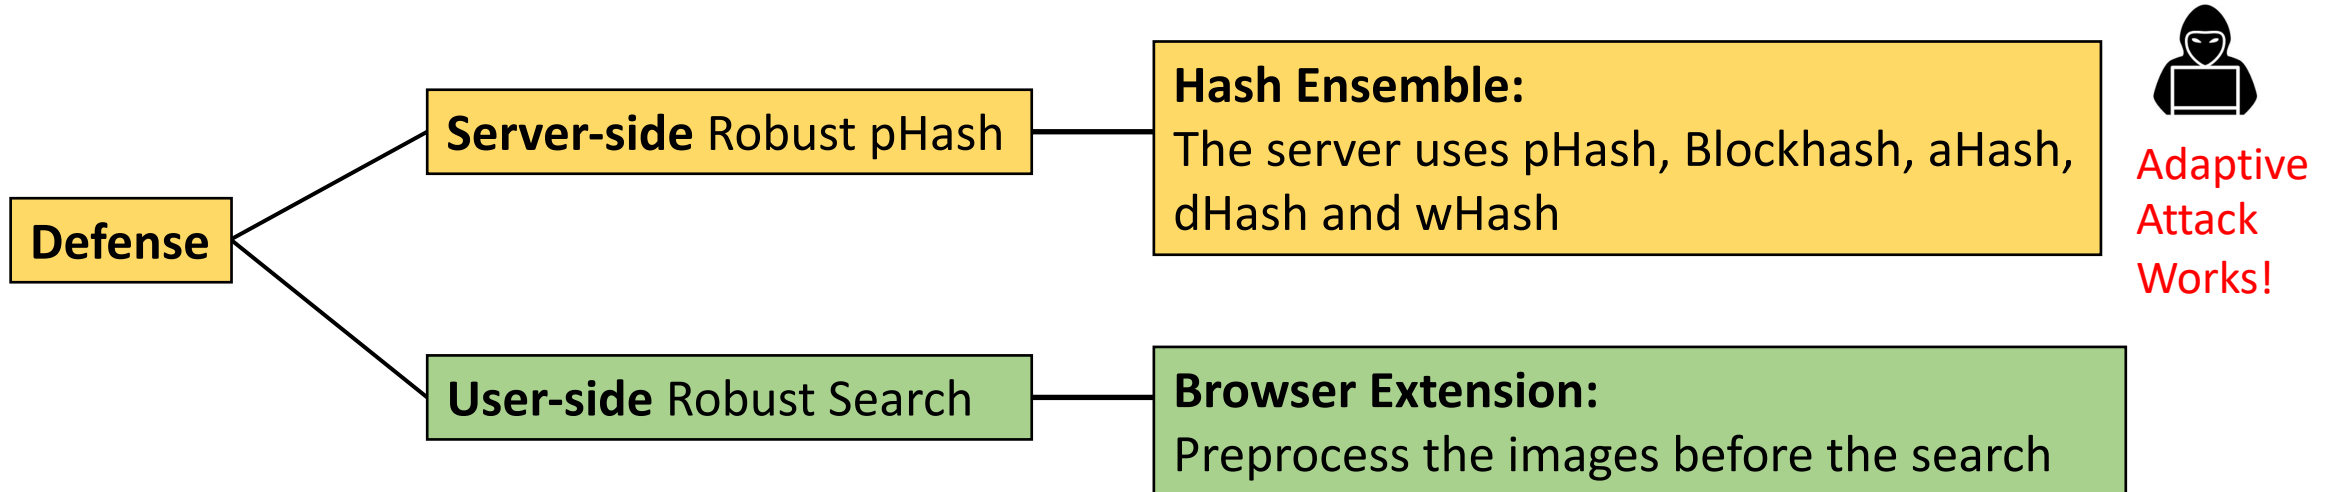 Defense
Server-side Robust pHash
Hash Ensemble:
The server uses pHash, Blockhash, aHash,
dHash and wHash
Adaptive
Attack
Works!
User-side Robust Search
Browser Extension:
Preprocess the images before the search